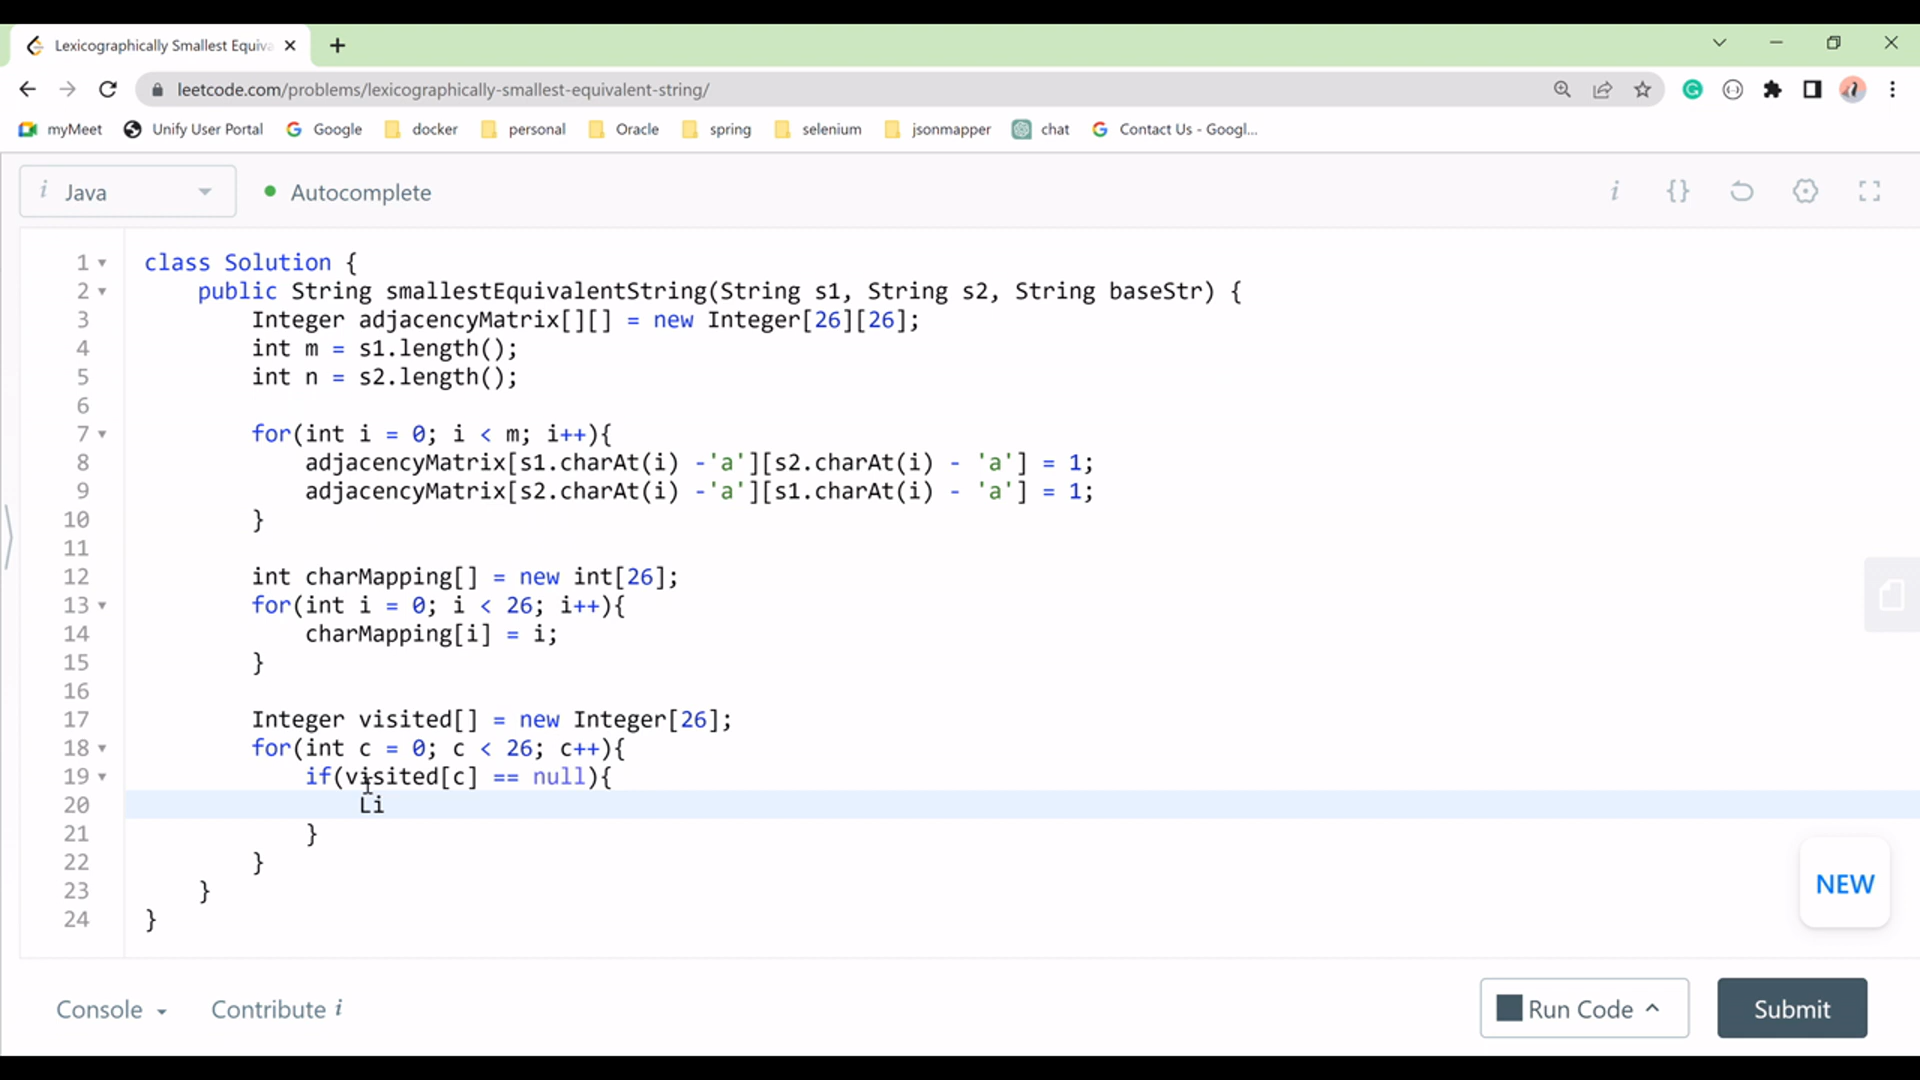 Lexicographically Smallest Equiva
leetcode.com/problems/lexicographically-smallest-equivalent-string/
myMeet Unify User Portal Google docker personal Oracle spring selenium jsonmapper chat Contact Us - Googl...
i Java Autocomplete i {}
1 class Solution {
2 public String smallestEquivalentString(String s1, String s2, String baseStr) {
3 Integer adjacencyMatrix[][] = new Integer[26][26];
4 int m = s1.length();
5 int n = s2.length();
6
7 for(int i = 0; i < m; i++){
8 adjacencyMatrix[s1.charAt(i) -'a'][s2.charAt(i) - 'a'] = 1;
9 adjacencyMatrix[s2.charAt(i) -'a'][s1.charAt(i) - 'a'] = 1;
10 }
11
12 int charMapping[] = new int[26];
13 for(int i = 0; i < 26; i++){
14 charMapping[i] = i;
15 }
16
17 Integer visited[] = new Integer[26];
18 for(int c = 0; c < 26; c++){
19 if(visited[c] == null){
20 Li
21 }
22 }
23 }
24 }
NEW
Console Contribute i Run Code Submit